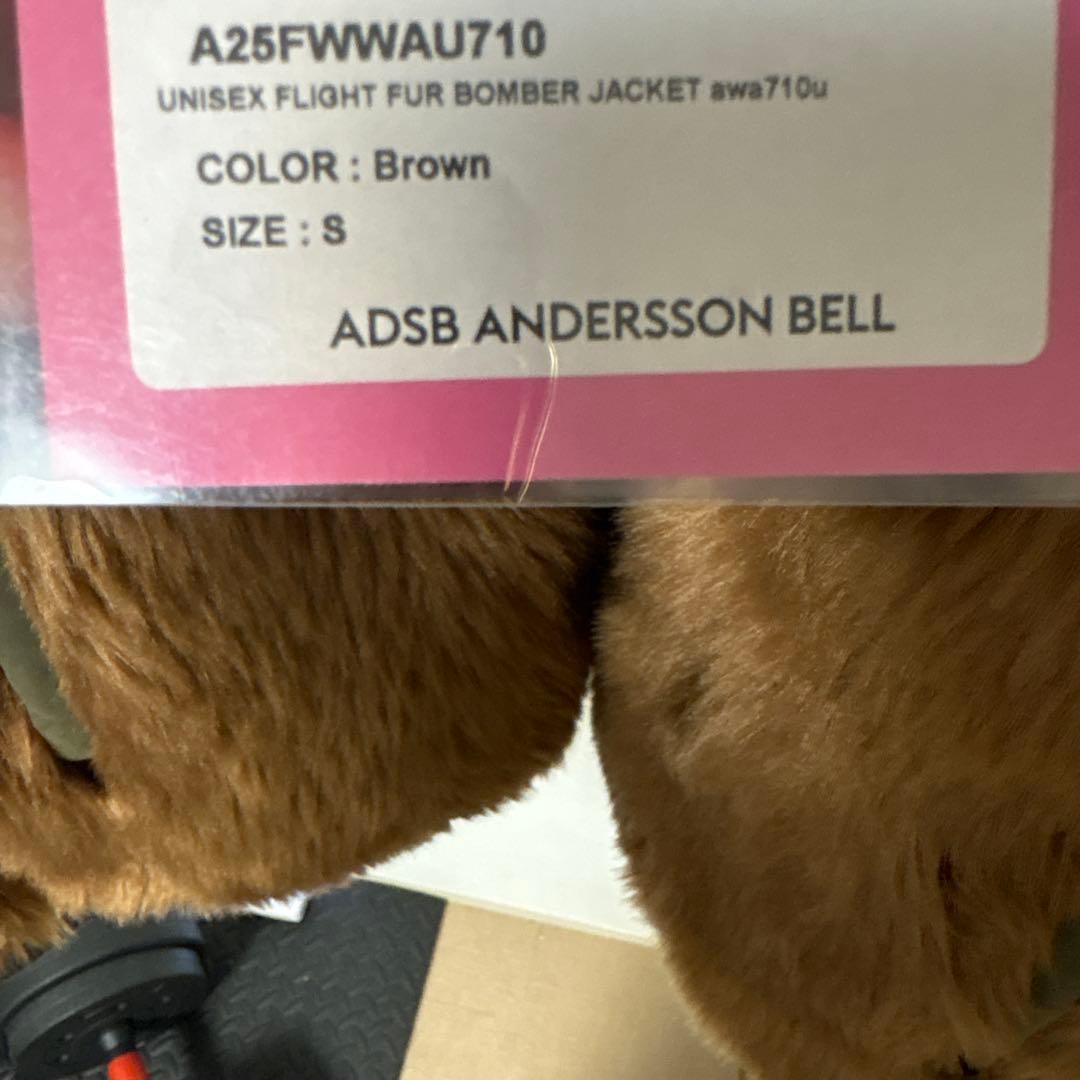 A25FWWAU710
UNISEX FLIGHT FUR BOMBER JACKET awa710u
COLOR : Brown
SIZE : S
ADSB ANDERSSON BELL